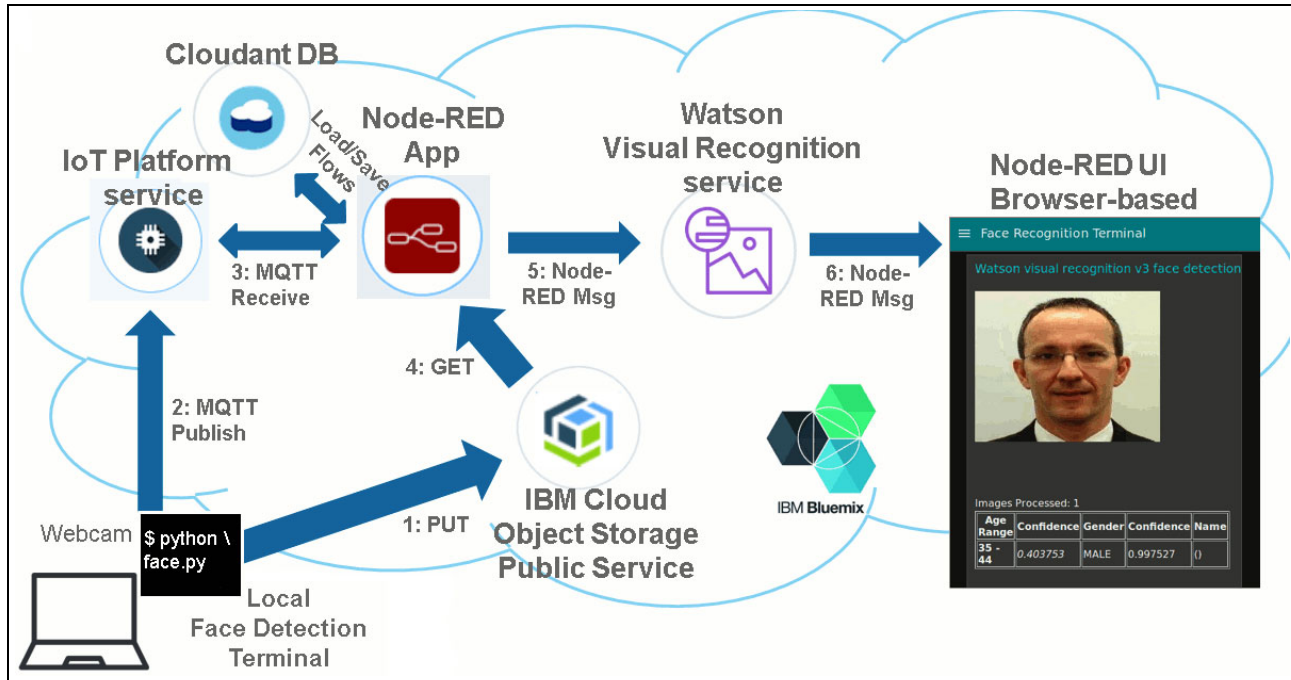 Cloudant DB
Load/Save
Flows
Node-RED
App
IoT Platform
service
Watson
Visual Recognition
service
Node-RED UI
Browser-based
3: MQTT
Receive
5: Node-
RED Msg
6: Node-
RED Msg
4: GET
2: MQTT
Publish
1: PUT
IBM Cloud
Object Storage
Public Service
IBM Bluemix
Webcam
$ python \
face.py
Local
Face Detection
Terminal
≡ Face Recognition Terminal
Watson visual recognition v3 face detection
Images Processed: 1
Age Range Confidence Gender Confidence Name
35 - 44 0.403753 MALE 0.997527 ()